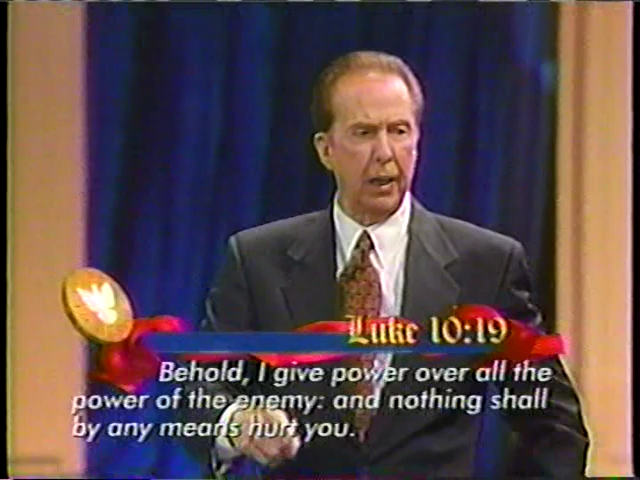 Luke 10:19
Behold, I give power over all the
power of the enemy: and nothing shall
by any means hurt you.